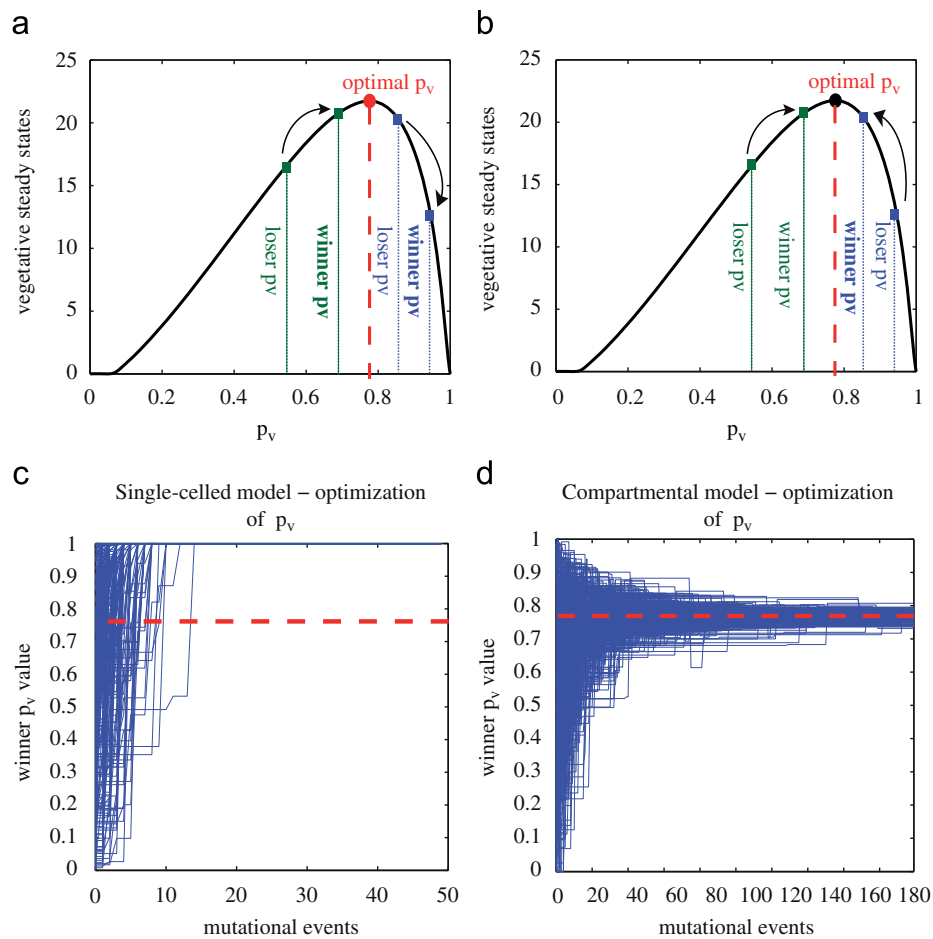 a
25
20
15
10
5
0
vegetative steady states
optimal pv
loser pv
winner pv
loser pv
winner pv
0
0.2
0.4
0.6
0.8
1
pv
b
25
20
15
10
5
0
vegetative steady states
optimal pv
loser pv
winner pv
winner pv
loser pv
0
0.2
0.4
0.6
0.8
1
pv
c
Single-celled model – optimization
of pv
1
0.9
0.8
0.7
0.6
0.5
0.4
0.3
0.2
0.1
0
winner pv value
0
10
20
30
40
50
mutational events
d
Compartmental model – optimization
of pv
1
0.9
0.8
0.7
0.6
0.5
0.4
0.3
0.2
0.1
0
winner pv value
0
20
40
60
80
100
120
140
160
180
mutational events